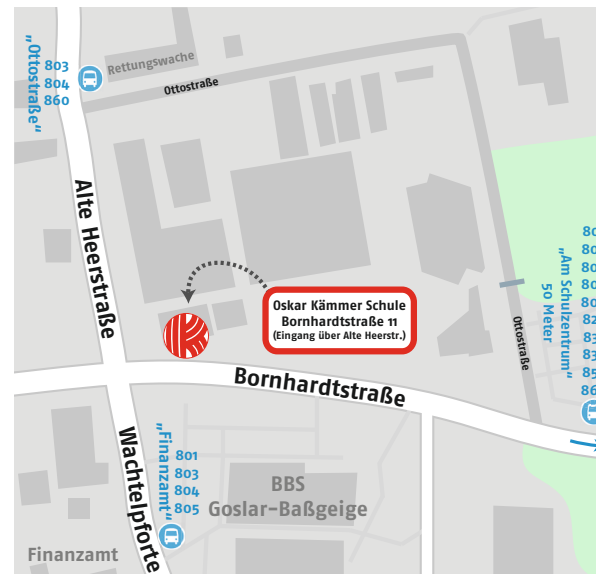 Rettungswache
„Ottostraße“
803
804
860
Ottostraße
Alte Heerstraße
Oskar Kämmer Schule
Bornhardtstraße 11
(Eingang über Alte Heerstr.)
„Am Schulzentrum“
50 Meter
Ottostraße
Bornhardtstraße
Wachtelpforte
„Finanzamt“
801
803
804
805
BBS
Goslar-Baßgeige
Finanzamt